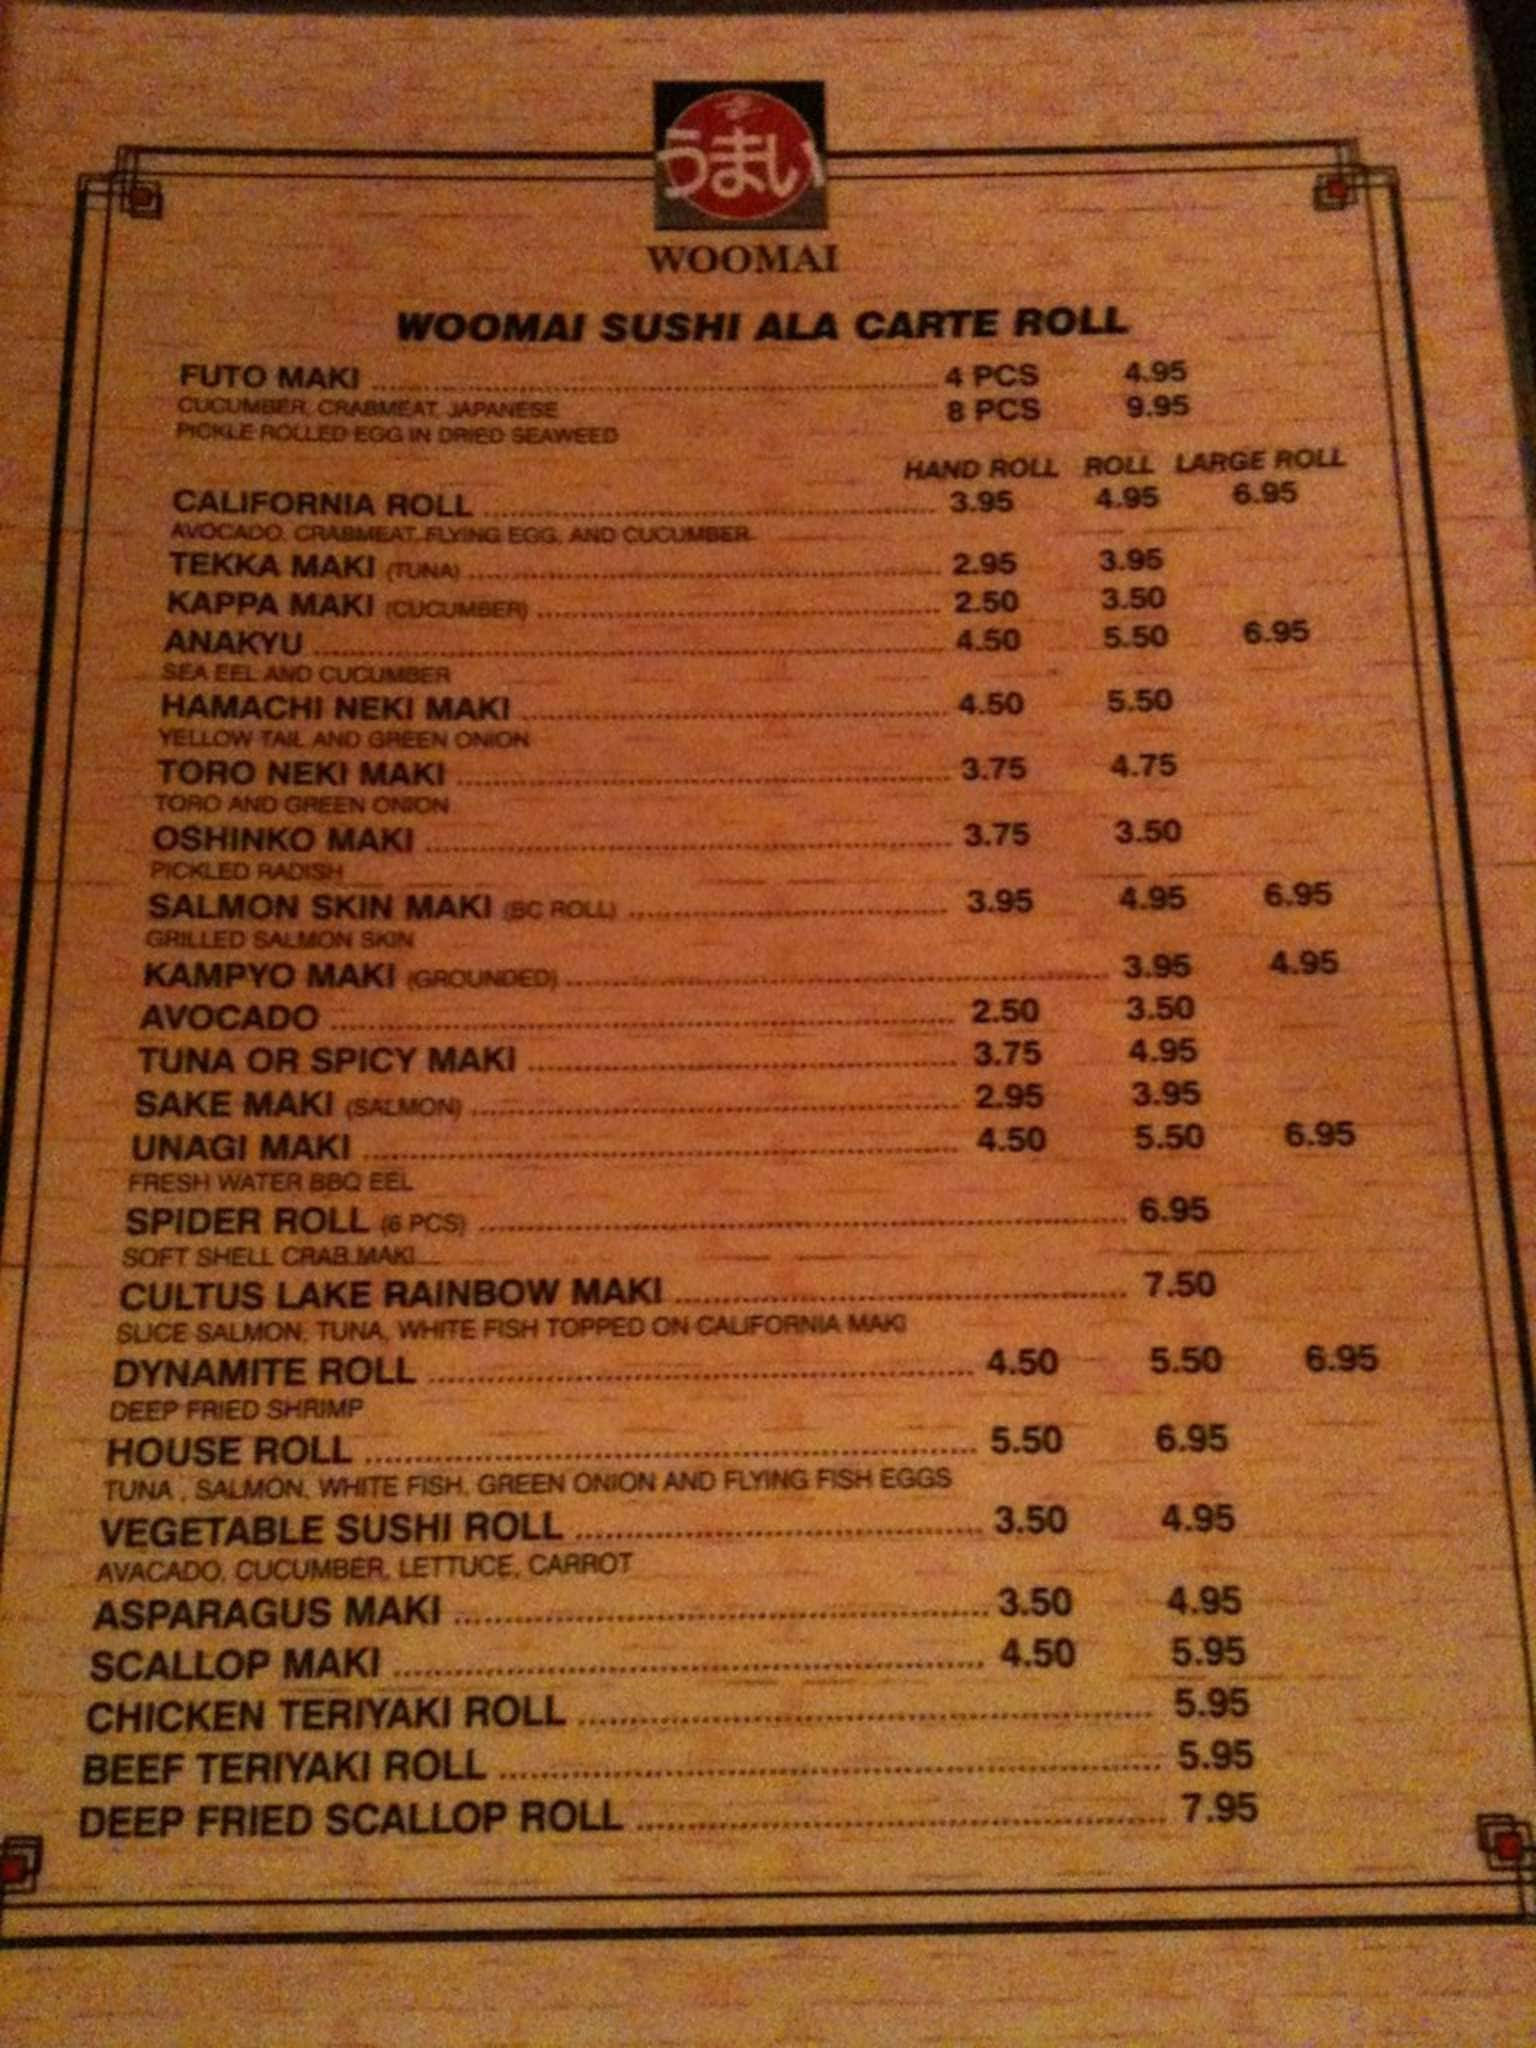 うまい
WOOMAI
WOOMAI SUSHI ALA CARTE ROLL
FUTO MAKI ........ 4 PCS 4.95
CUCUMBER, CRABMEAT, JAPANESE 8 PCS 9.95
PICKLE ROLLED EGG IN DRIED SEAWEED
HAND ROLL ROLL LARGE ROLL
CALIFORNIA ROLL ........ 3.95 4.95 6.95
AVOCADO, CRABMEAT, FLYING EGG, AND CUCUMBER
TEKKA MAKI (TUNA) ........ 2.95 3.95
KAPPA MAKI (CUCUMBER) ........ 2.50 3.50
ANAKYU ........ 4.50 5.50 6.95
SEA EEL AND CUCUMBER
HAMACHI NEKI MAKI ........ 4.50 5.50
YELLOW TAIL AND GREEN ONION
TORO NEKI MAKI ........ 3.75 4.75
TORO AND GREEN ONION
OSHINKO MAKI ........ 3.75 3.50
PICKLED RADISH
SALMON SKIN MAKI (BC ROLL) ........ 3.95 4.95 6.95
GRILLED SALMON SKIN
KAMPYO MAKI (GROUNDED) ........ 3.95 4.95
AVOCADO ........ 2.50 3.50
TUNA OR SPICY MAKI ........ 3.75 4.95
SAKE MAKI (SALMON) ........ 2.95 3.95
UNAGI MAKI ........ 4.50 5.50 6.95
FRESH WATER BBQ EEL
SPIDER ROLL (6 PCS) ........ 6.95
SOFT SHELL CRAB MAKI
CULTUS LAKE RAINBOW MAKI ........ 7.50
SLICE SALMON, TUNA, WHITE FISH TOPPED ON CALIFORNIA MAKI
DYNAMITE ROLL ........ 4.50 5.50 6.95
DEEP FRIED SHRIMP
HOUSE ROLL ........ 5.50 6.95
TUNA , SALMON, WHITE FISH, GREEN ONION AND FLYING FISH EGGS
VEGETABLE SUSHI ROLL ........ 3.50 4.95
AVACADO, CUCUMBER, LETTUCE, CARROT
ASPARAGUS MAKI ........ 3.50 4.95
SCALLOP MAKI ........ 4.50 5.95
CHICKEN TERIYAKI ROLL ........ 5.95
BEEF TERIYAKI ROLL ........ 5.95
DEEP FRIED SCALLOP ROLL ........ 7.95